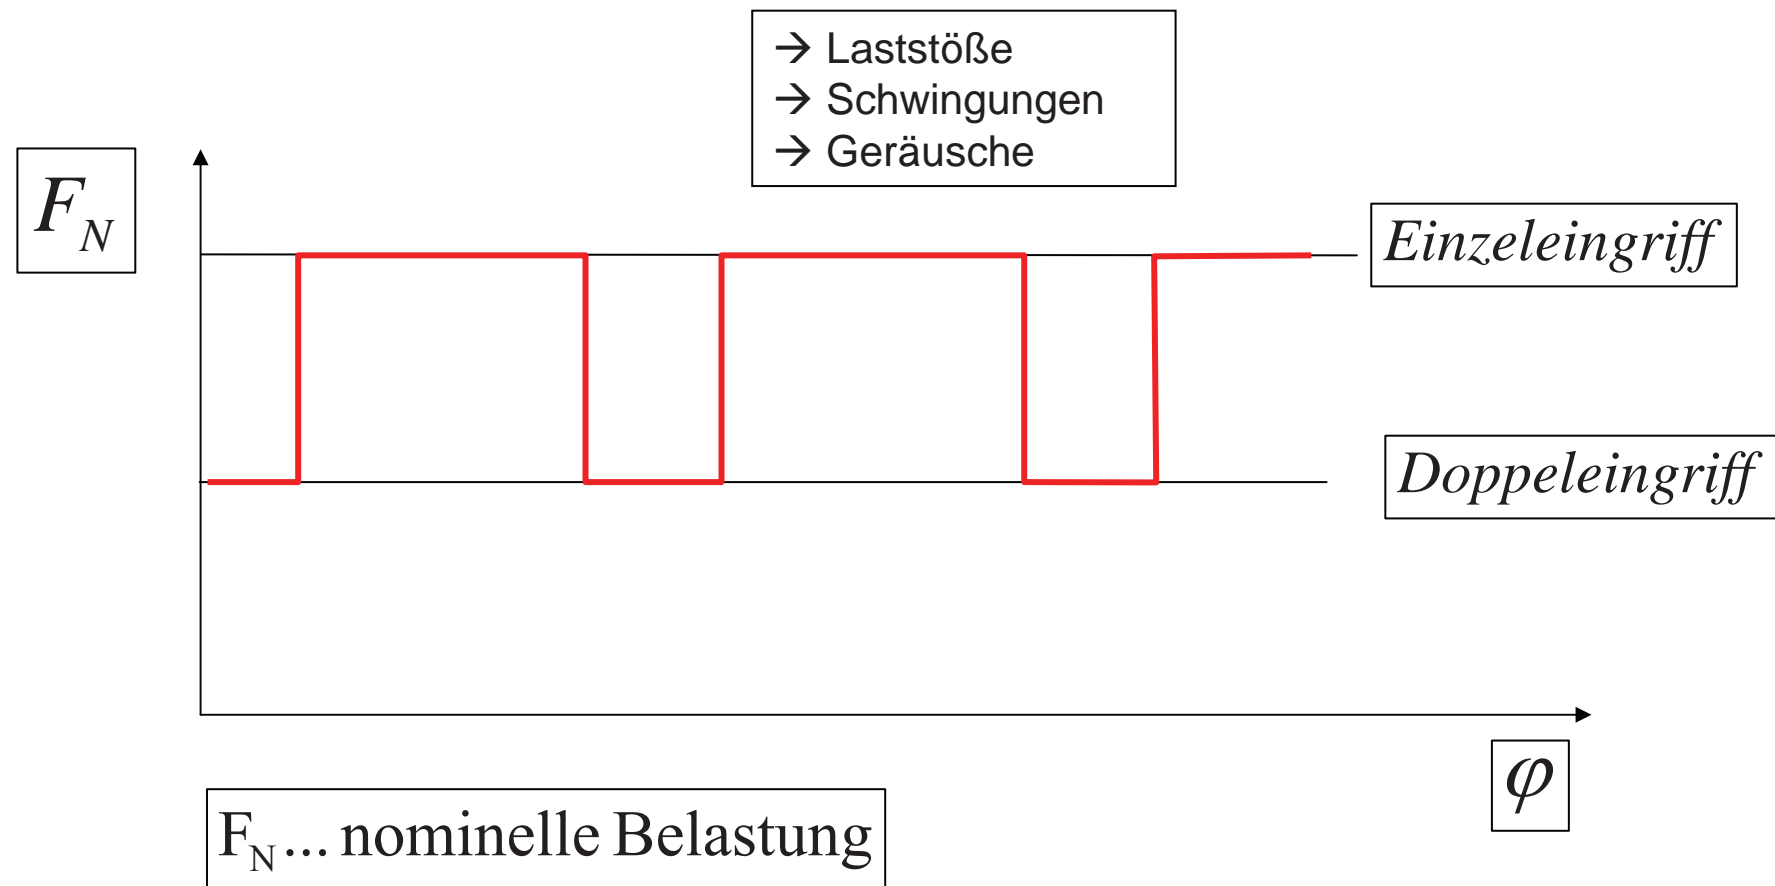 → Laststöße
→ Schwingungen
→ Geräusche
F_N
Einzeleingriff
Doppeleingriff
φ
F_N ... nominelle Belastung